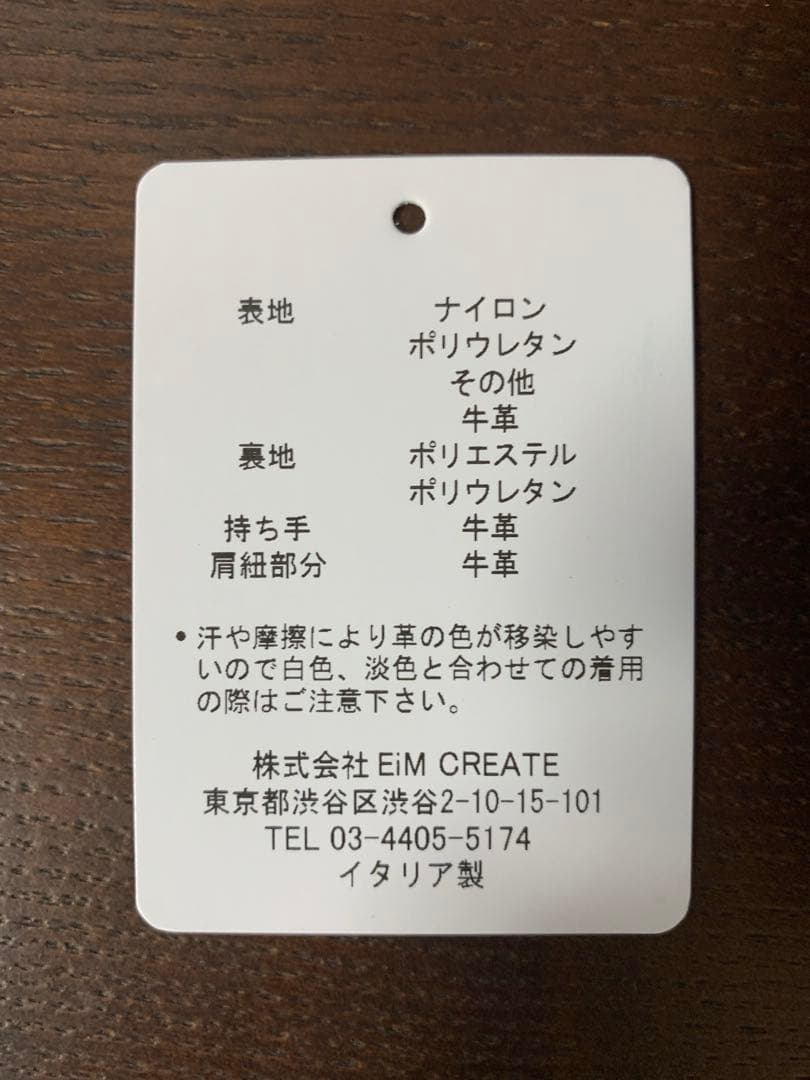 表地 ナイロン
ポリウレタン
その他
牛革
裏地 ポリエステル
ポリウレタン
持ち手 牛革
肩紐部分 牛革
•汗や摩擦により革の色が移染しやす
いので白色、淡色と合わせての着用
の際はご注意下さい。
株式会社 EiM CREATE
東京都渋谷区渋谷2-10-15-101
TEL 03-4405-5174
イタリア製